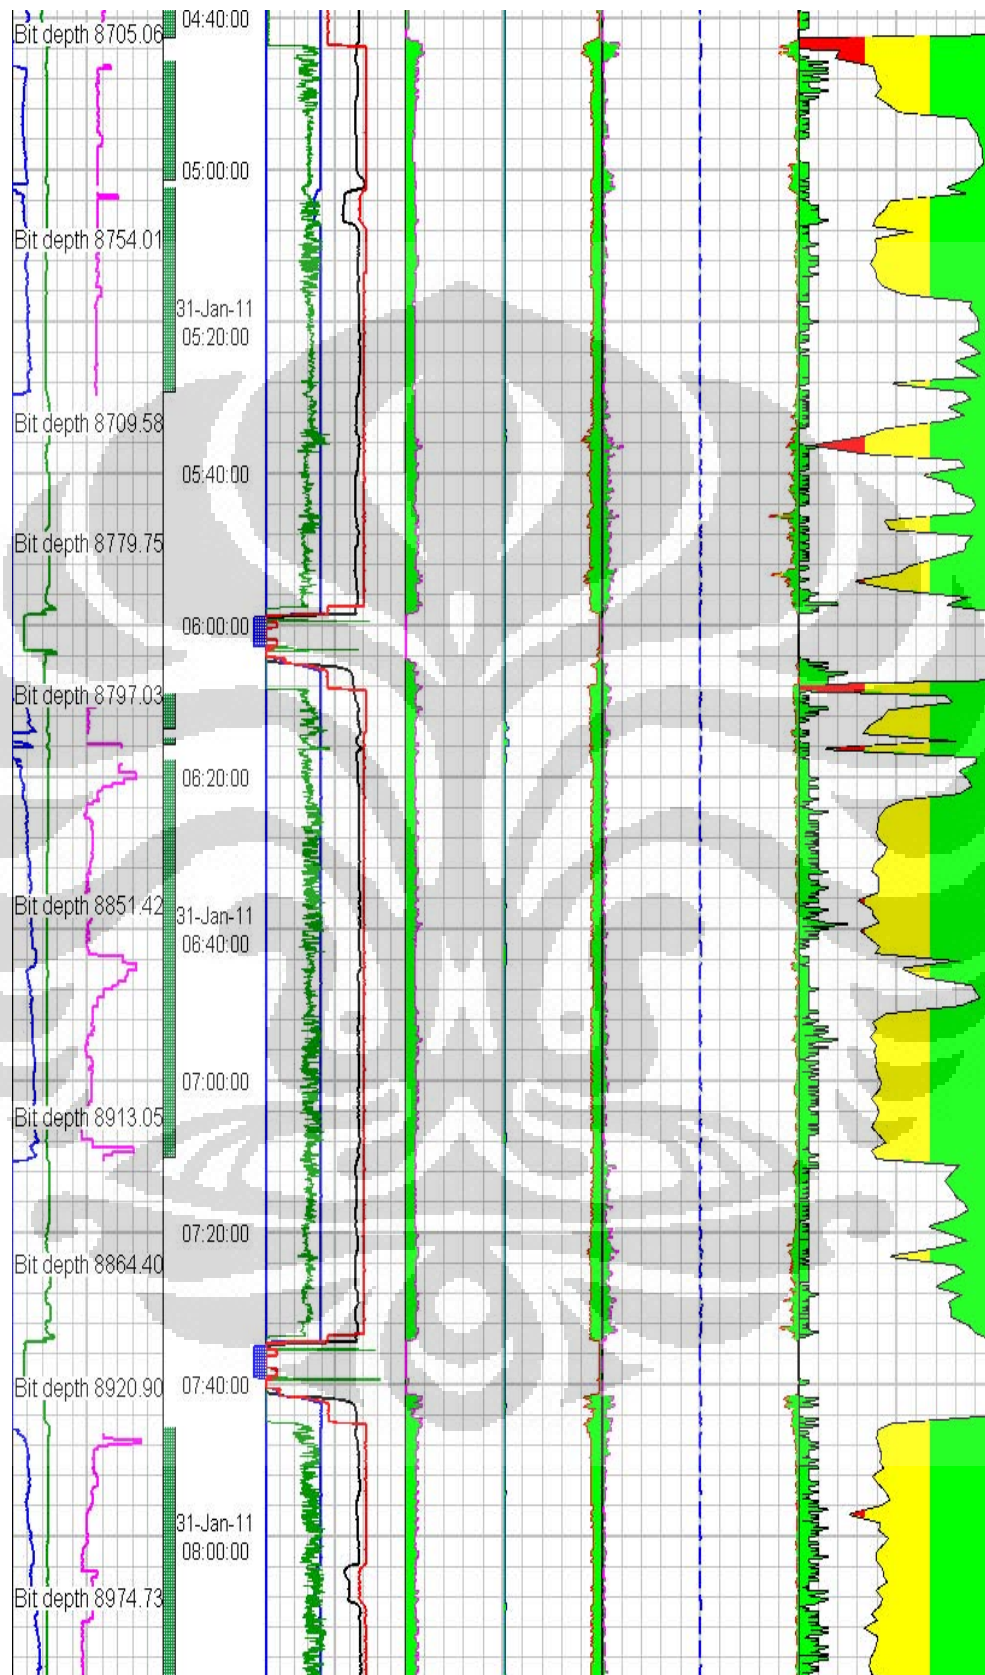 04:40:00
Bit depth 8705.06
05:00:00
Bit depth 8754.01
31-Jan-11
05:20:00
Bit depth 8709.58
05:40:00
Bit depth 8779.75
06:00:00
Bit depth 8797.03
06:20:00
Bit depth 8851.42
31-Jan-11
06:40:00
07:00:00
Bit depth 8913.05
07:20:00
Bit depth 8864.40
07:40:00
Bit depth 8920.90
31-Jan-11
08:00:00
Bit depth 8974.73